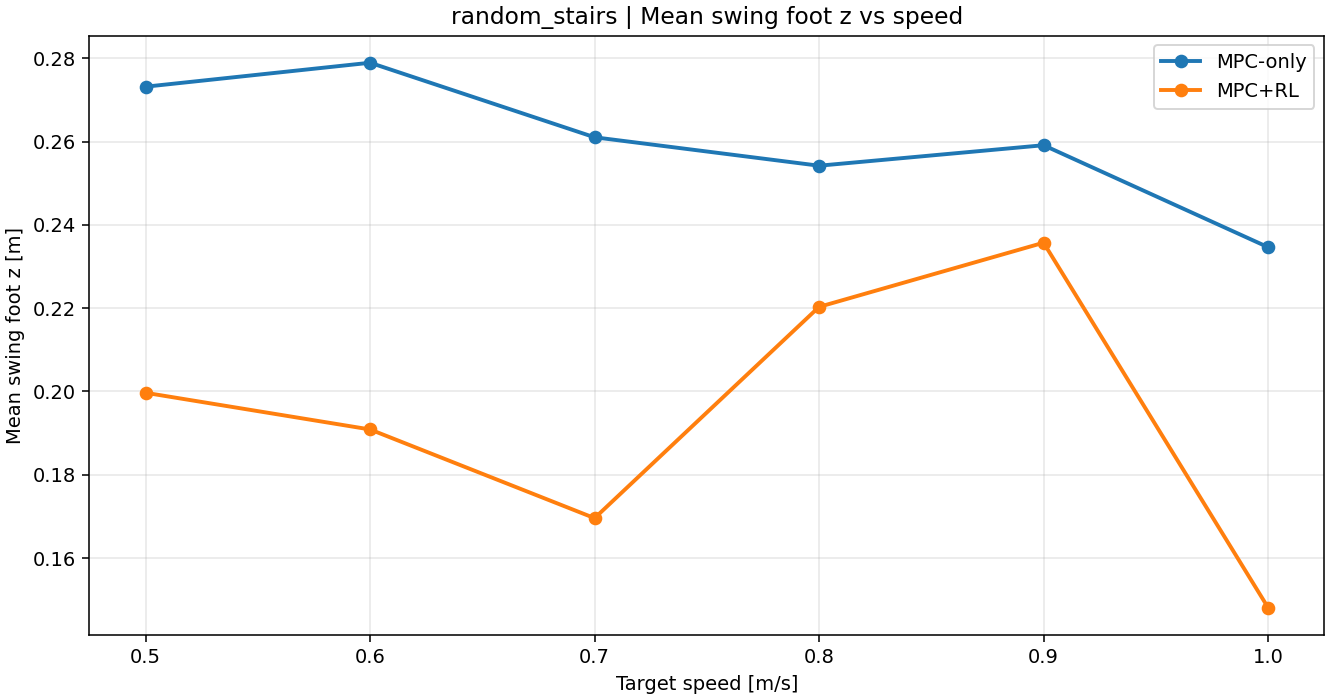 random_stairs | Mean swing foot z vs speed
MPC-only
MPC+RL
Mean swing foot z [m]
0.28
0.26
0.24
0.22
0.20
0.18
0.16
0.5 0.6 0.7 0.8 0.9 1.0
Target speed [m/s]